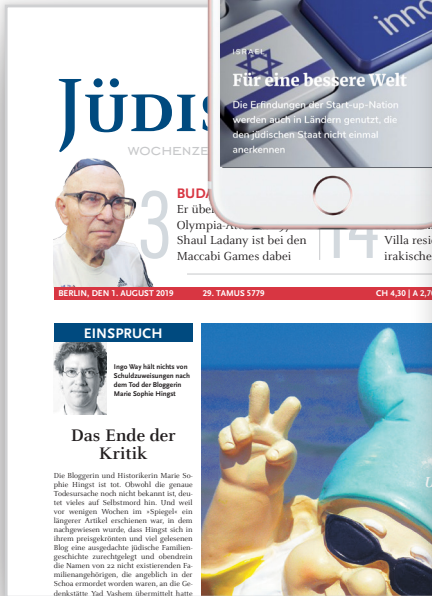 inno
ISRAEL
Für eine bessere Welt
Die Erfindungen der Start-up-Nation
werden auch in Ländern genutzt, die
den jüdischen Staat nicht einmal
anerkennen
JÜDIS
WOCHENZE
3
BUDA
Er über
Olympia-
Shaul Ladany ist bei den
Maccabi Games dabei
14
Villa resi
irakische
BERLIN, DEN 1. AUGUST 2019 29. TAMUS 5779 CH 4,30 | A 2,70
EINSPRUCH
Ingo Way hält nichts von
Schuldzuweisungen nach
dem Tod der Bloggerin
Marie Sophie Hingst
Das Ende der
Kritik
Die Bloggerin und Historikerin Marie So-
phie Hingst ist tot. Obwohl die genaue
Todesursache noch nicht bekannt ist, deu-
tet vieles auf Selbstmord hin. Und weil
vor wenigen Wochen im »Spiegel« ein
längerer Artikel erschienen war, in dem
nachgewiesen wurde, dass Hingst sich in
ihrem preisgekrönten und viel gelesenen
Blog eine ausgedachte jüdische Familien-
geschichte zurechtgelegt und obendrein
die Namen von 22 nicht existierenden Fa-
milienangehörigen, die angeblich in der
Schoa ermordet worden waren, an die Ge-
denkstätte Yad Vashem übermittelt hatte